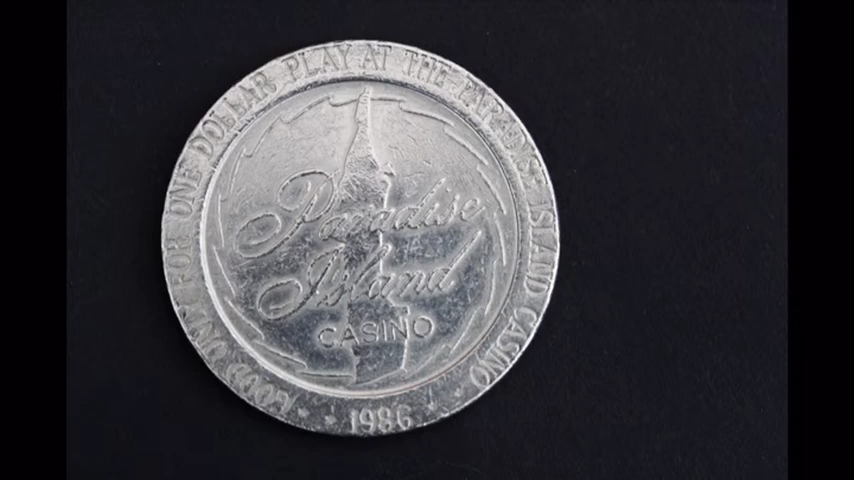 GOOD ONLY FOR ONE DOLLAR PLAY AT THE PARADISE ISLAND CASINO
Paradise
Island
CASINO
1986